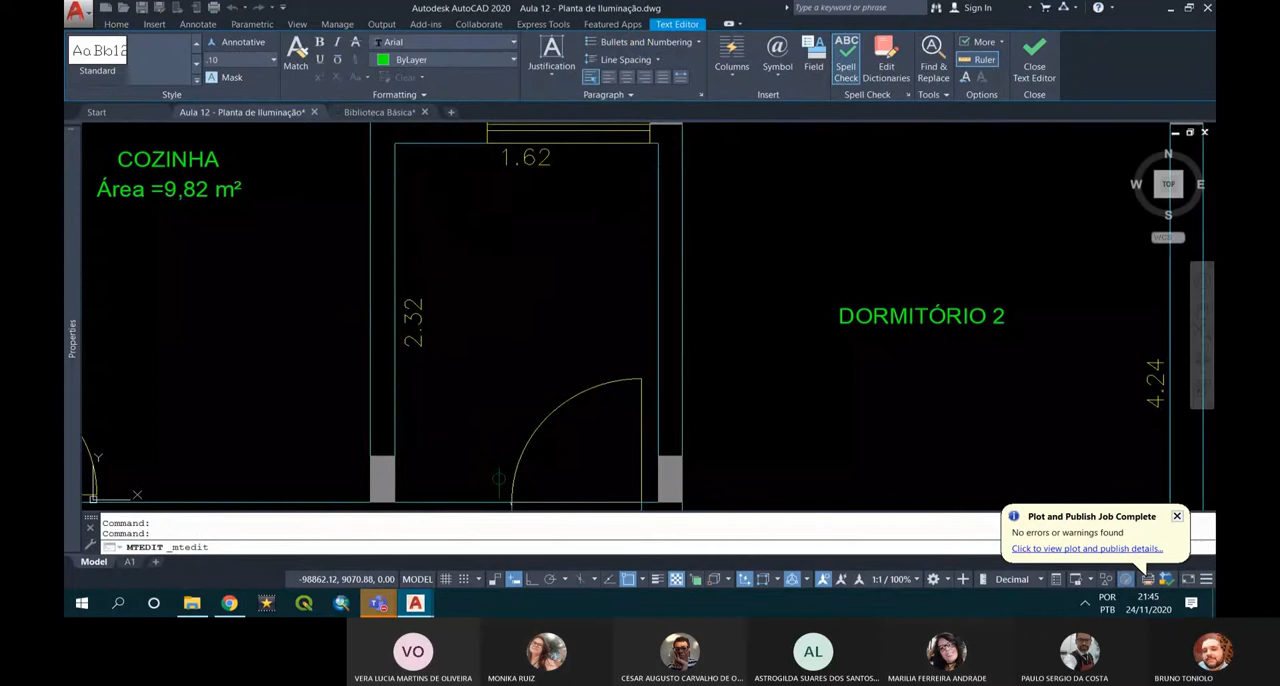 Autodesk AutoCAD 2020 Aula 12 - Planta de Iluminação.dwg
Type a keyword or phrase
Sign In
Home Insert Annotate Parametric View Manage Output Add-ins Collaborate Express Tools Featured Apps Text Editor
AaBb12
Standard
Annotative
.10
Mask
Style
Match
Arial
ByLayer
Clear
Formatting
Justification
Bullets and Numbering
Line Spacing
Paragraph
Columns
Symbol
Field
Insert
ABC
Spell
Check
Edit
Dictionaries
Spell Check
Find &
Replace
Tools
More
Ruler
Options
Close
Text Editor
Close
Start Aula 12 - Planta de Iluminação* Biblioteca Básica*
COZINHA
Área =9,82 m²
1.62
2.32
DORMITÓRIO 2
4.24
N
W TOP E
S
WCS
Properties
Y
X
Command:
Command:
MTEDIT _mtedit
Plot and Publish Job Complete
No errors or warnings found
Click to view plot and publish details...
Model A1
-98862.12, 9070.88, 0.00 MODEL 1:1 / 100% Decimal
POR
PTB
21:45
24/11/2020
VO
AL
VERA LUCIA MARTINS DE OLIVEIRA
MONIKA RUIZ
CESAR AUGUSTO CARVALHO DE O...
ASTROGILDA SUARES DOS SANTOS...
MARILIA FERREIRA ANDRADE
PAULO SERGIO DA COSTA
BRUNO TONIOLO